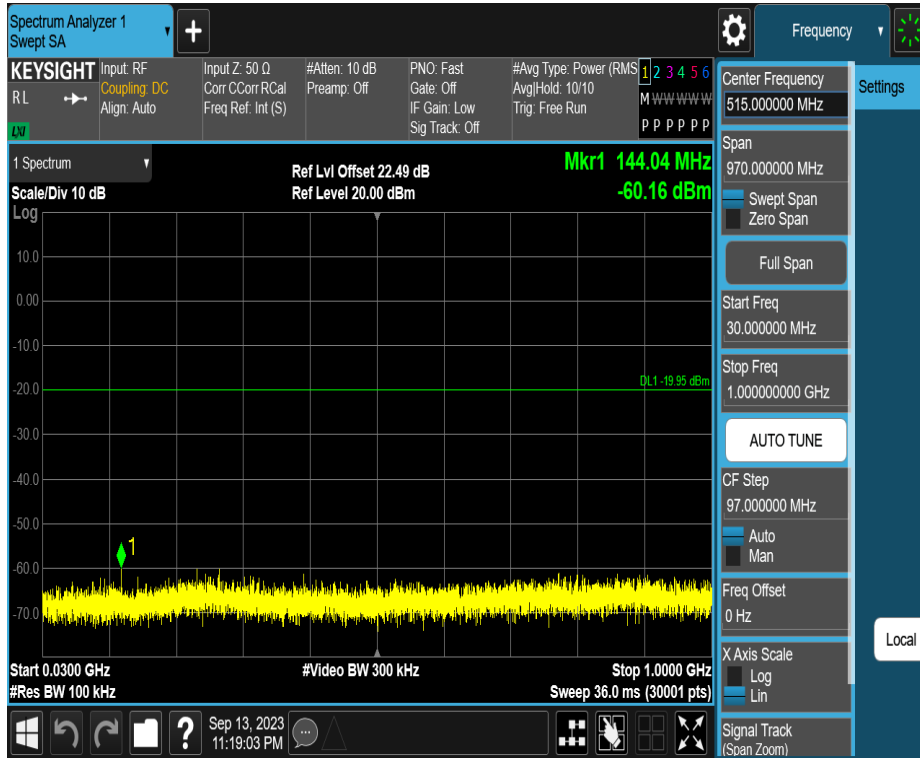 Spectrum Analyzer 1
Swept SA
+
Frequency
KEYSIGHT
R L
LXI
Input: RF
Coupling: DC
Align: Auto
Input Z: 50 Ω
Corr CCorr RCal
Freq Ref: Int (S)
#Atten: 10 dB
Preamp: Off
PNO: Fast
Gate: Off
IF Gain: Low
Sig Track: Off
#Avg Type: Power (RMS
Avg|Hold: 10/10
Trig: Free Run
1 2 3 4 5 6
M W W W W W
P P P P P P
1 Spectrum
Scale/Div 10 dB
Log
Ref Lvl Offset 22.49 dB
Ref Level 20.00 dBm
Mkr1 144.04 MHz
-60.16 dBm
10.0
0.00
-10.0
-20.0
-30.0
-40.0
-50.0
-60.0
-70.0
DL1 -19.95 dBm
1
Start 0.0300 GHz
#Res BW 100 kHz
#Video BW 300 kHz
Stop 1.0000 GHz
Sweep 36.0 ms (30001 pts)
?
Sep 13, 2023
11:19:03 PM
Center Frequency
515.000000 MHz
Span
970.000000 MHz
Swept Span
Zero Span
Full Span
Start Freq
30.000000 MHz
Stop Freq
1.000000000 GHz
AUTO TUNE
CF Step
97.000000 MHz
Auto
Man
Freq Offset
0 Hz
X Axis Scale
Log
Lin
Signal Track
(Span Zoom)
Settings
Local